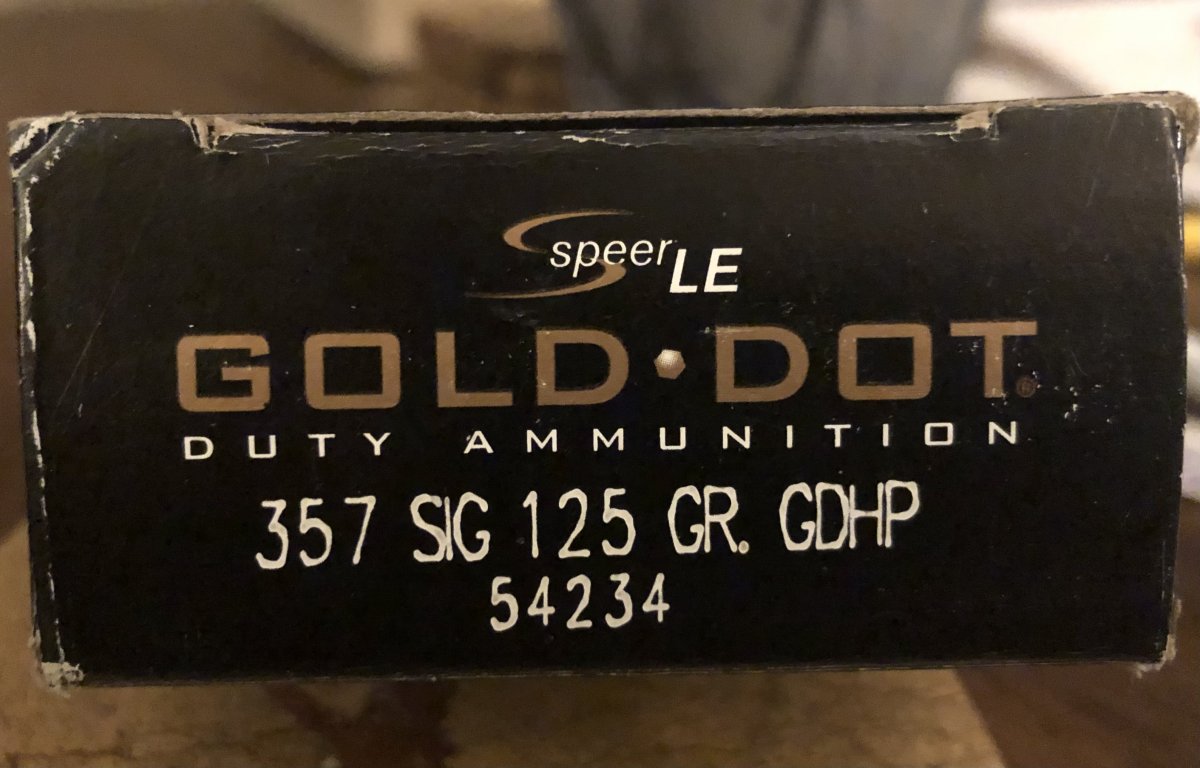 speer LE
GOLD DOT®
DUTY AMMUNITION
357 SIG 125 GR. GDHP
54234